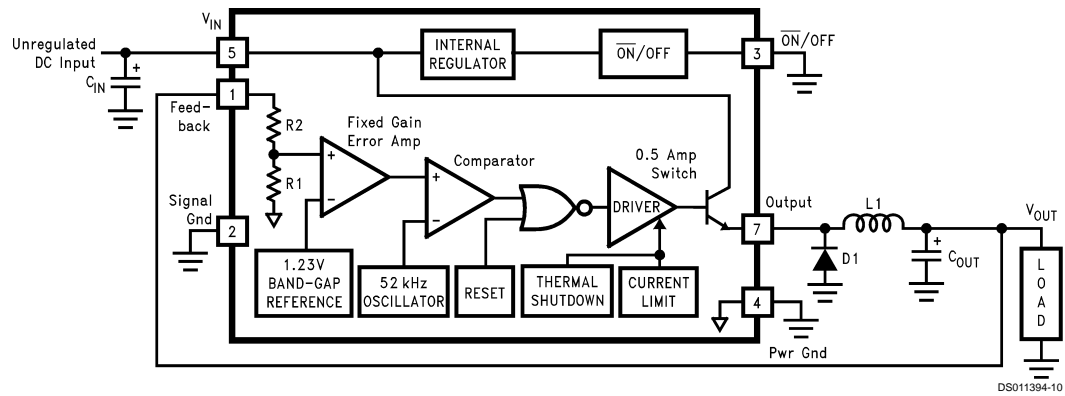 V_IN
Unregulated
DC Input
+
C_IN
5
INTERNAL
REGULATOR
O̅N̅/OFF
3
O̅N̅/OFF
1
Feed-
back
R2
R1
Fixed Gain
Error Amp
+
−
Comparator
+
−
0.5 Amp
Switch
DRIVER
Signal
Gnd
2
1.23V
BAND-GAP
REFERENCE
52 kHz
OSCILLATOR
RESET
THERMAL
SHUTDOWN
CURRENT
LIMIT
Output
7
L1
D1
+
C_OUT
V_OUT
LOAD
4
Pwr Gnd
DS011394-10